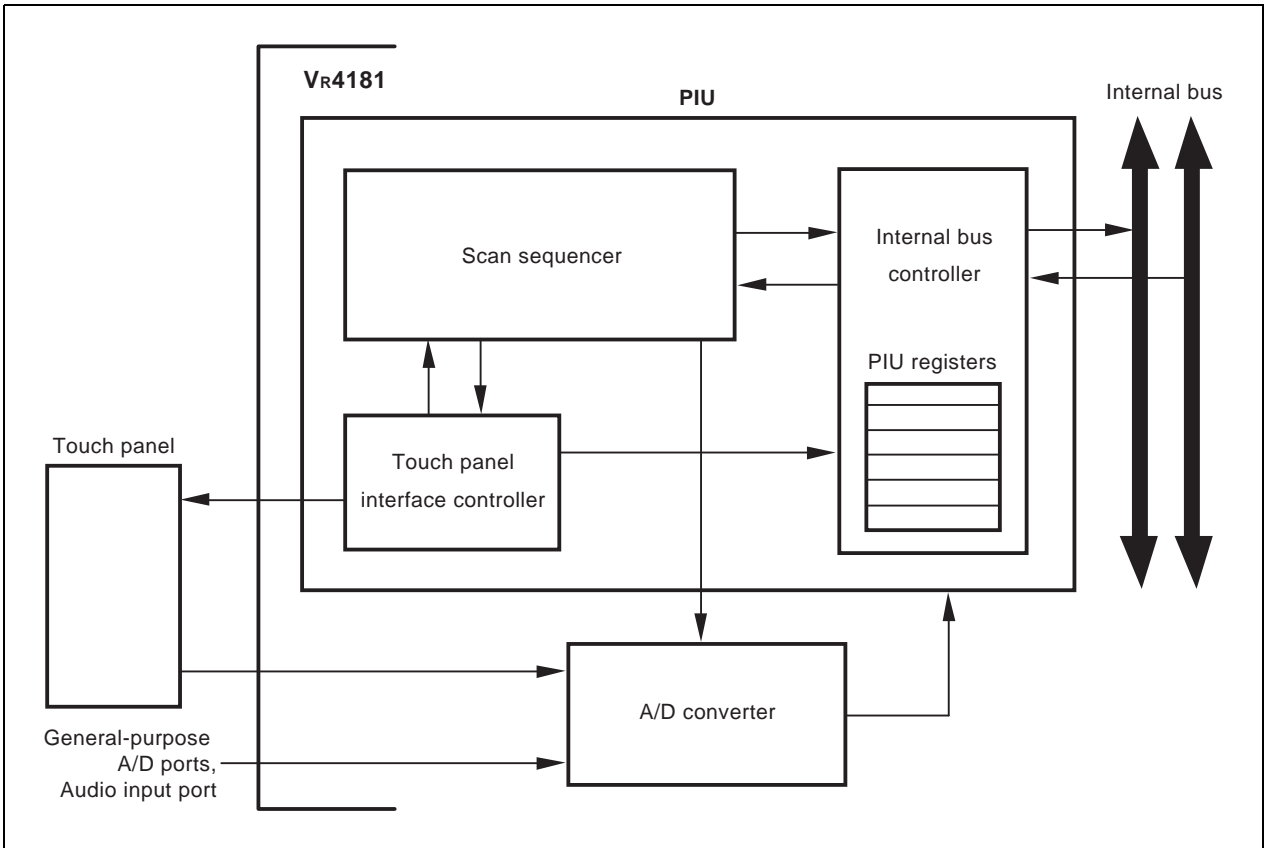 VR4181
PIU
Internal bus
Scan sequencer
Internal bus
controller
PIU registers
Touch panel
Touch panel
interface controller
A/D converter
General-purpose
A/D ports,
Audio input port